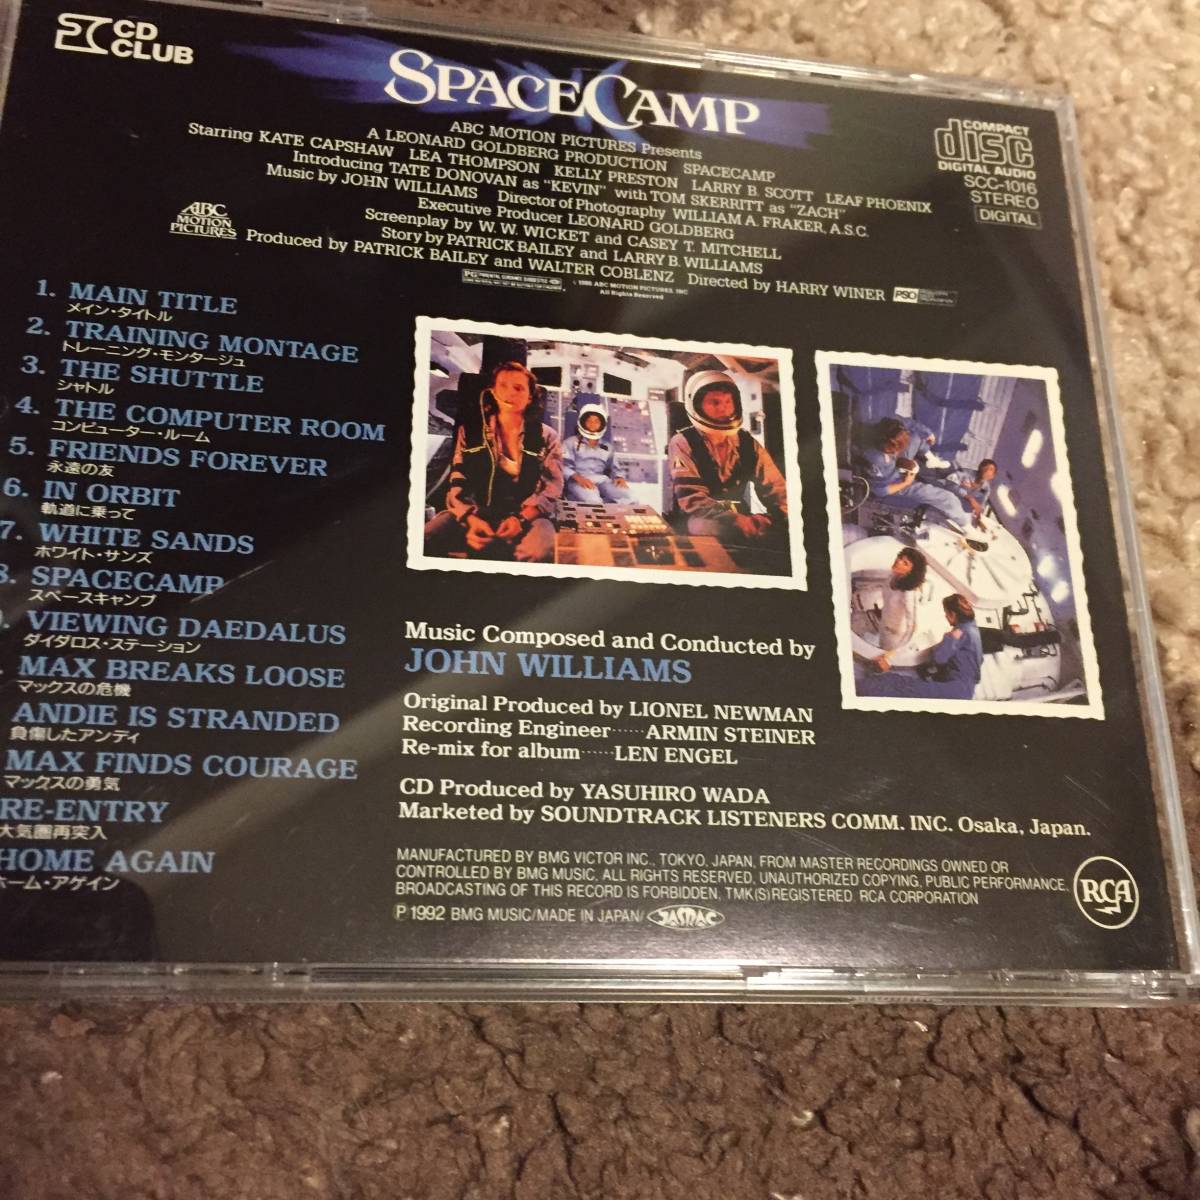 CD
CLUB
SPACECAMP
ABC MOTION PICTURES Presents
A LEONARD GOLDBERG PRODUCTION SPACECAMP
Starring KATE CAPSHAW LEA THOMPSON KELLY PRESTON LARRY B. SCOTT LEAF PHOENIX
Introducing TATE DONOVAN as "KEVIN" with TOM SKERRITT as "ZACH"
Music by JOHN WILLIAMS Director of Photography WILLIAM A. FRAKER, A.S.C.
Executive Producer LEONARD GOLDBERG
Screenplay by W. W. WICKET and CASEY T. MITCHELL
Story by PATRICK BAILEY and LARRY B. WILLIAMS
Produced by PATRICK BAILEY and WALTER COBLENZ Directed by HARRY WINER
ABC
MOTION
PICTURES
PG PARENTAL GUIDANCE SUGGESTED
© 1986 ABC MOTION PICTURES, INC
All Rights Reserved
PSO
COMPACT
disc
DIGITAL AUDIO
SCC-1016
STEREO
DIGITAL
1. MAIN TITLE
メイン・タイトル
2. TRAINING MONTAGE
トレーニング・モンタージュ
3. THE SHUTTLE
シャトル
4. THE COMPUTER ROOM
コンピューター・ルーム
5. FRIENDS FOREVER
永遠の友
6. IN ORBIT
軌道に乗って
7. WHITE SANDS
ホワイト・サンズ
8. SPACECAMP
スペースキャンプ
VIEWING DAEDALUS
ダイダロス・ステーション
MAX BREAKS LOOSE
マックスの危機
ANDIE IS STRANDED
負傷したアンディ
MAX FINDS COURAGE
マックスの勇気
RE-ENTRY
大気圏再突入
HOME AGAIN
ホーム・アゲイン
Music Composed and Conducted by
JOHN WILLIAMS
Original Produced by LIONEL NEWMAN
Recording Engineer······ARMIN STEINER
Re-mix for album······LEN ENGEL
CD Produced by YASUHIRO WADA
Marketed by SOUNDTRACK LISTENERS COMM. INC. Osaka, Japan.
MANUFACTURED BY BMG VICTOR INC., TOKYO, JAPAN, FROM MASTER RECORDINGS OWNED OR
CONTROLLED BY BMG MUSIC, ALL RIGHTS RESERVED, UNAUTHORIZED COPYING, PUBLIC PERFORMANCE,
BROADCASTING OF THIS RECORD IS FORBIDDEN, TMK(S)REGISTERED, RCA CORPORATION
℗ 1992 BMG MUSIC/MADE IN JAPAN/ JASRAC
RCA